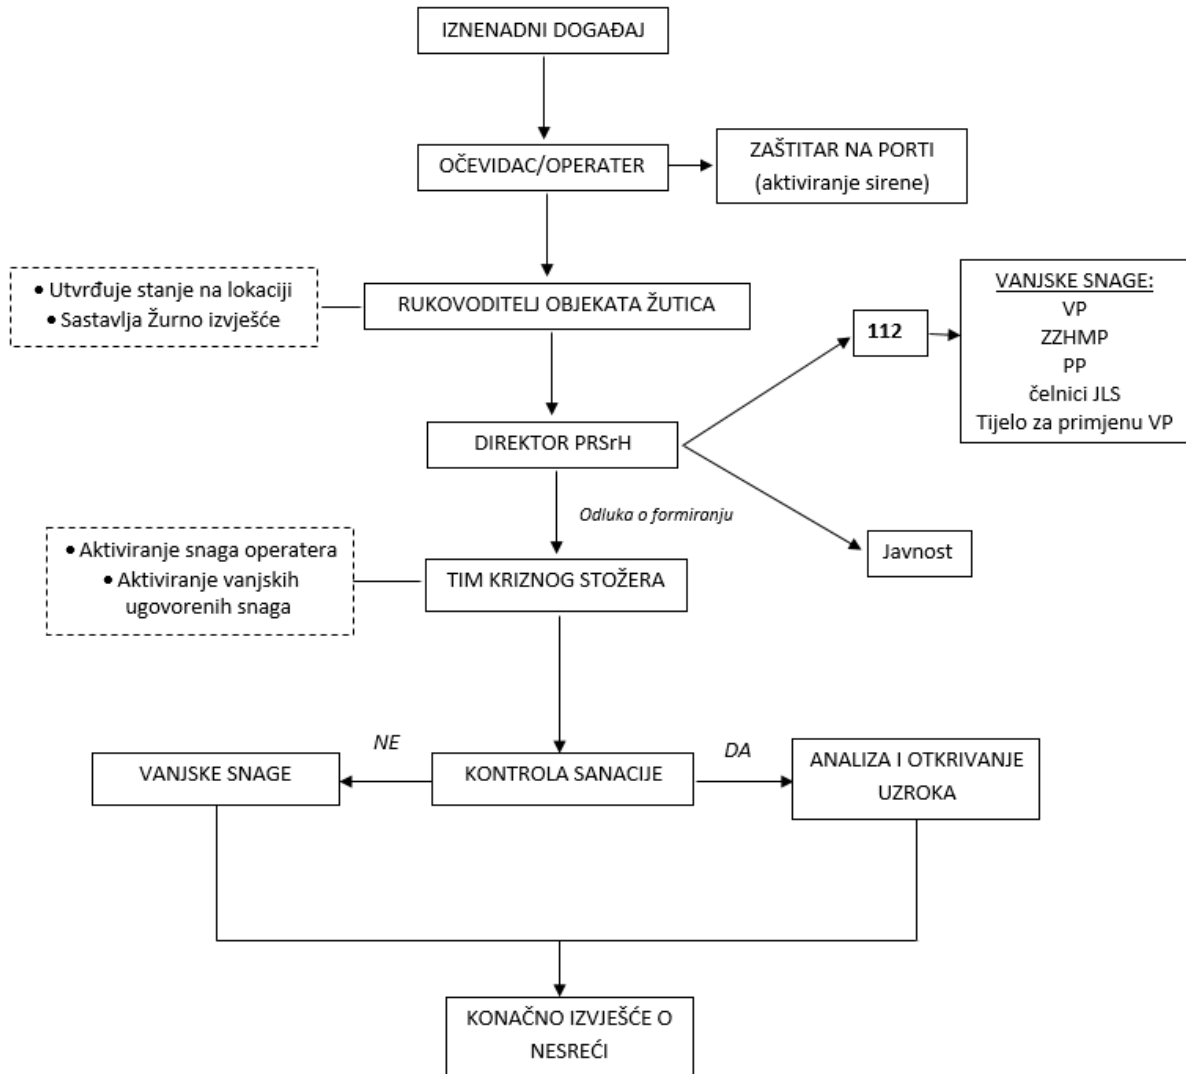 IZNENADNI DOGAĐAJ
OČEVIDAC/OPERATER
ZAŠTITAR NA PORTI
(aktiviranje sirene)
• Utvrđuje stanje na lokaciji
• Sastavlja Žurno izvješće
RUKOVODITELJ OBJEKATA ŽUTICA
112
VANJSKE SNAGE:
VP
ZZHMP
PP
čelnici JLS
Tijelo za primjenu VP
DIREKTOR PRSrH
Odluka o formiranju
Javnost
• Aktiviranje snaga operatera
• Aktiviranje vanjskih
ugovorenih snaga
TIM KRIZNOG STOŽERA
NE
DA
VANJSKE SNAGE
KONTROLA SANACIJE
ANALIZA I OTKRIVANJE
UZROKA
KONAČNO IZVJEŠĆE O
NESREĆI